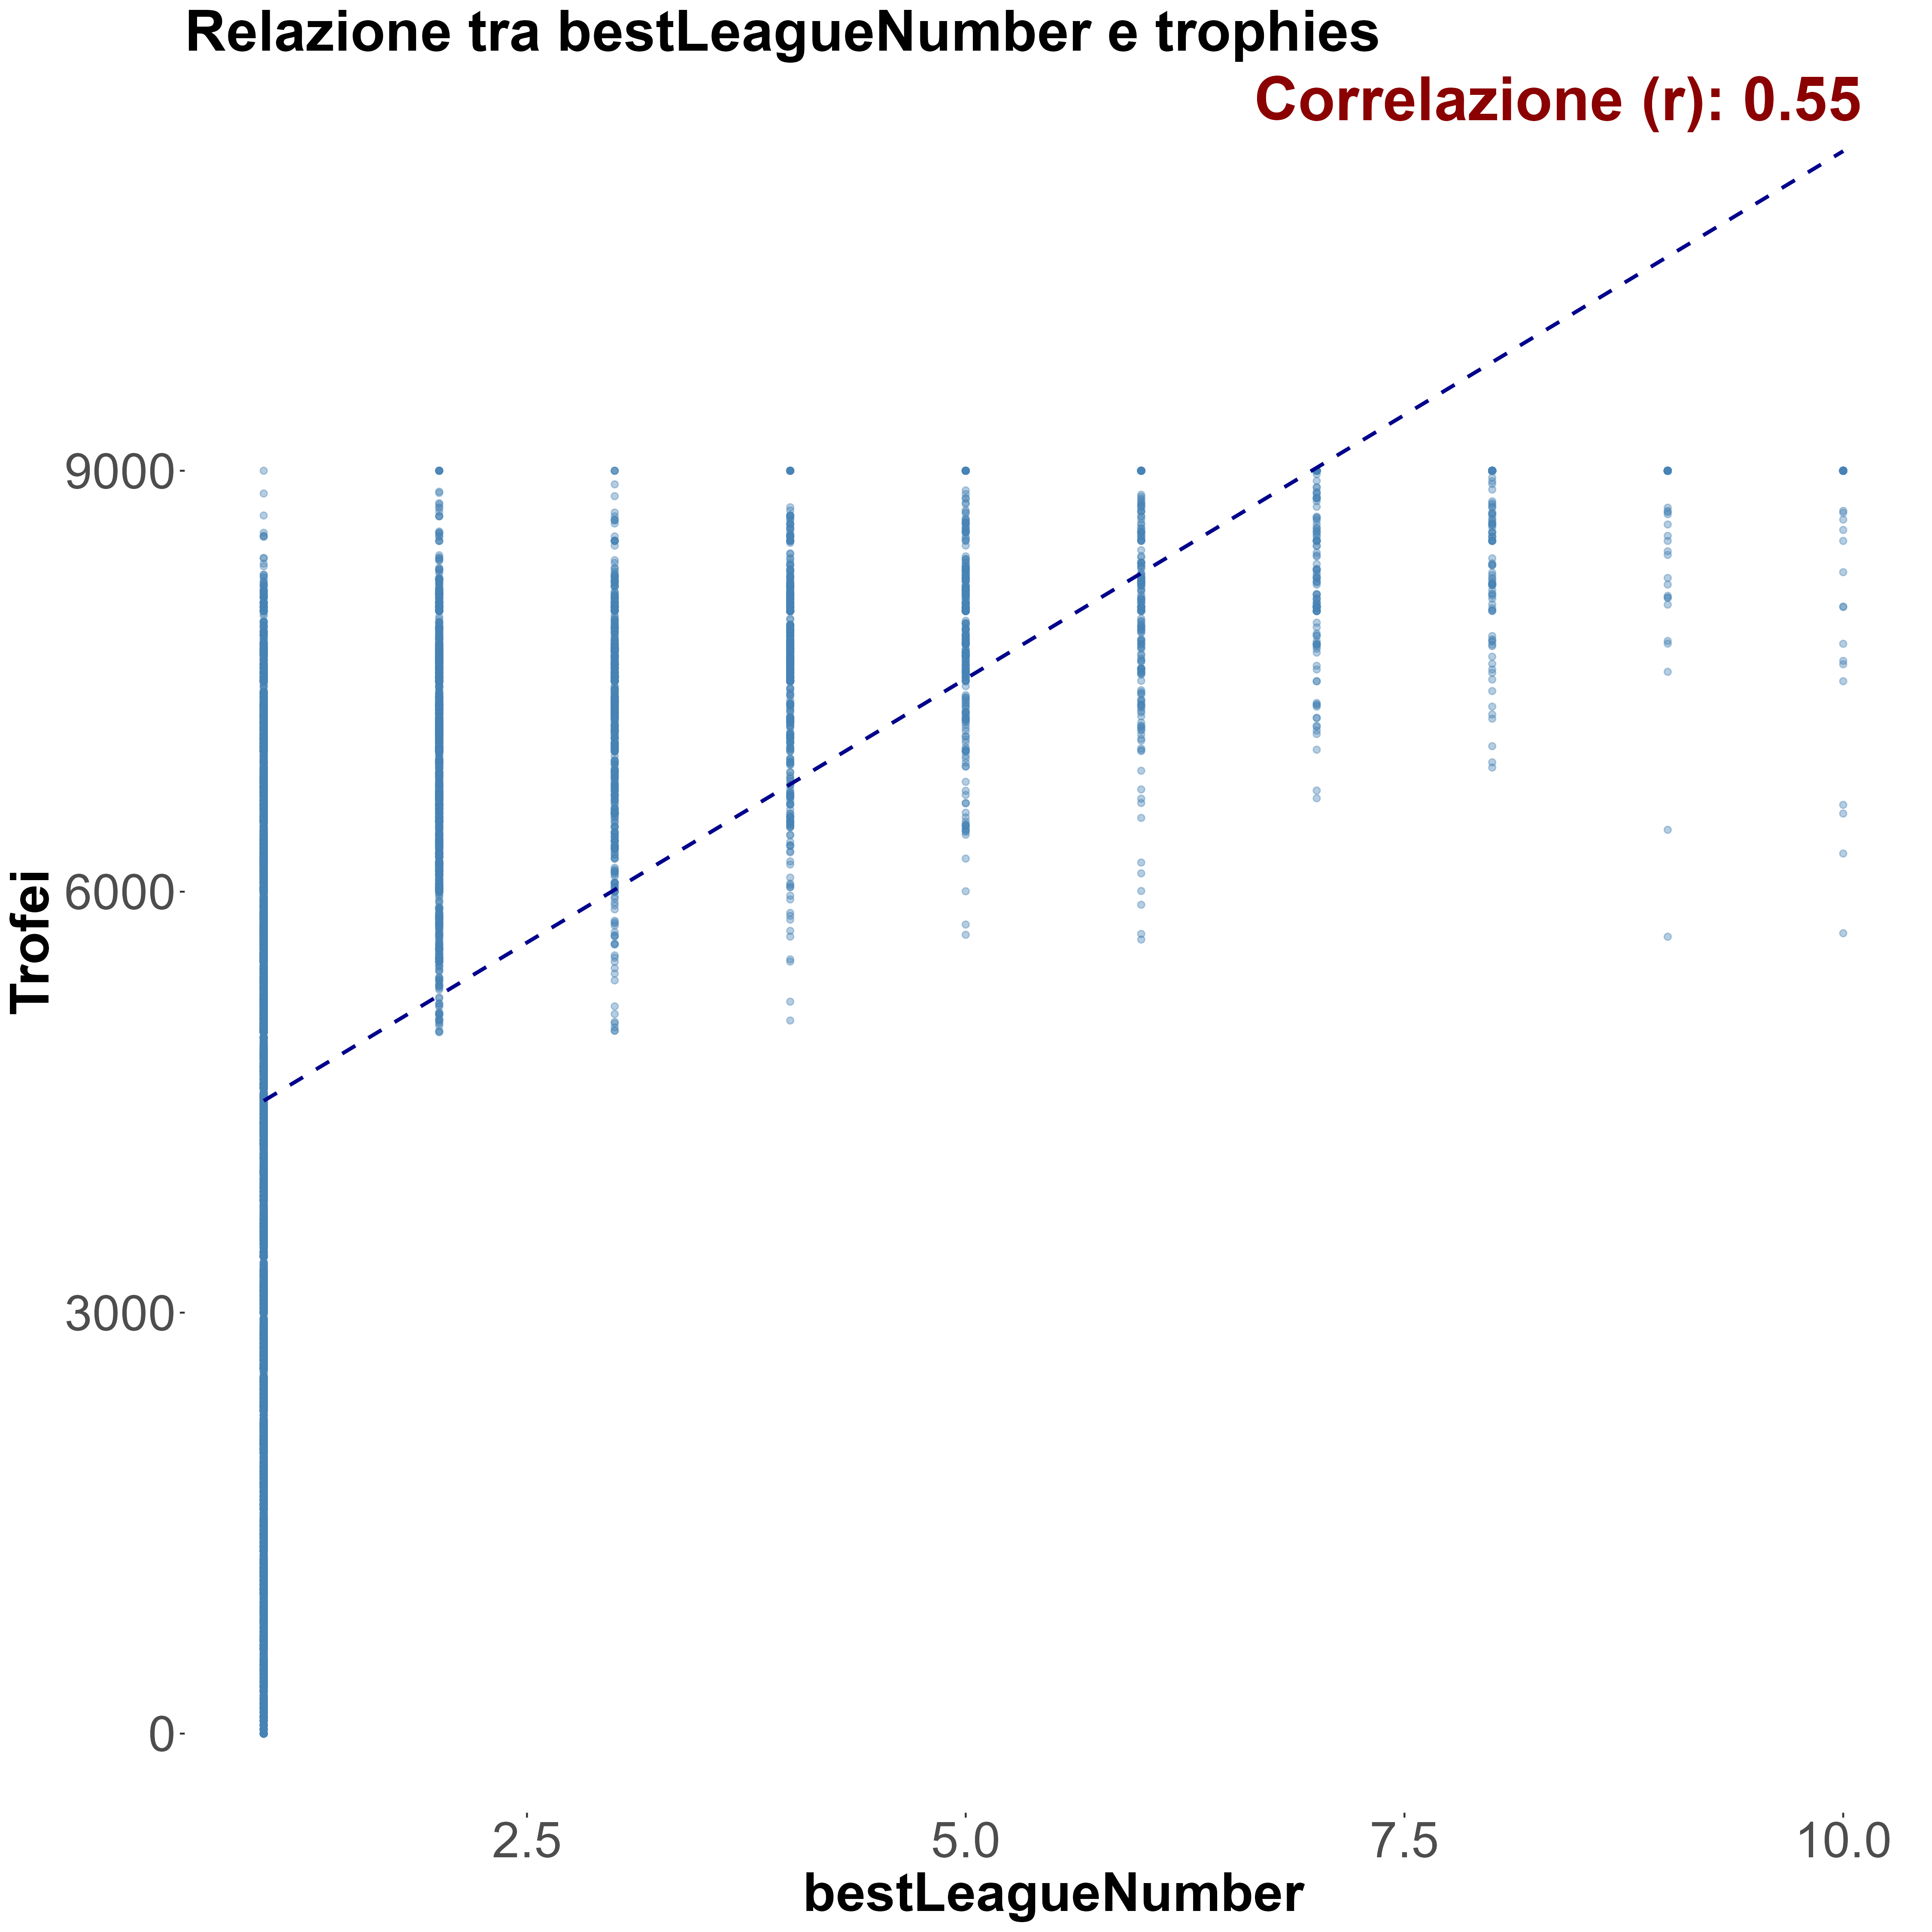 Relazione tra bestLeagueNumber e trophies
Correlazione (r): 0.55
9000
6000
3000
0
Trofei
2.5 5.0 7.5 10.0
bestLeagueNumber